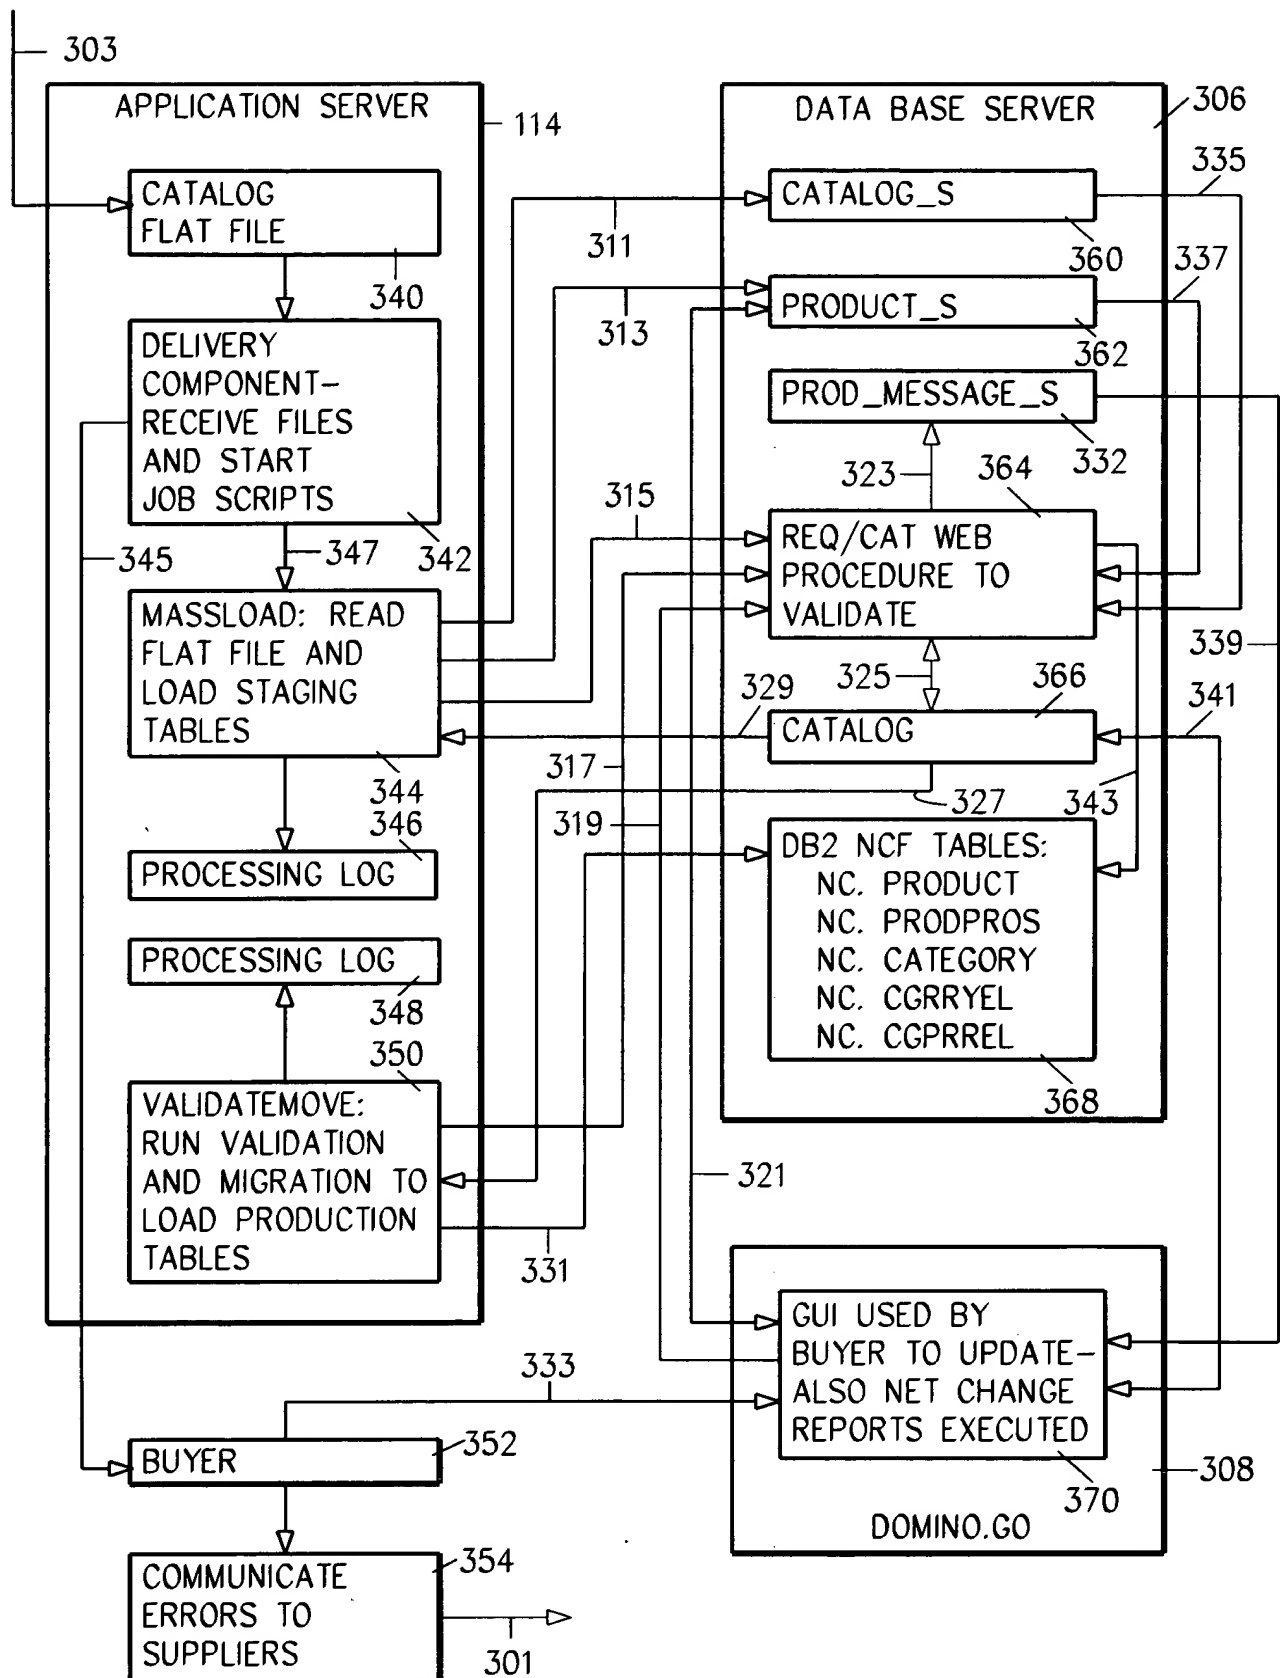 303
APPLICATION SERVER
114
CATALOG
FLAT FILE
340
DELIVERY
COMPONENT-
RECEIVE FILES
AND START
JOB SCRIPTS
342
345
347
MASSLOAD: READ
FLAT FILE AND
LOAD STAGING
TABLES
344
346
PROCESSING LOG
PROCESSING LOG
348
350
VALIDATEMOVE:
RUN VALIDATION
AND MIGRATION TO
LOAD PRODUCTION
TABLES
311
313
315
329
317
319
327
321
331
333
DATA BASE SERVER
306
335
CATALOG_S
360
337
PRODUCT_S
362
PROD_MESSAGE_S
332
323
364
REQ/CAT WEB
PROCEDURE TO
VALIDATE
325
366
339
341
CATALOG
343
DB2 NCF TABLES:
NC. PRODUCT
NC. PRODPROS
NC. CATEGORY
NC. CGRRYEL
NC. CGPRREL
368
GUI USED BY
BUYER TO UPDATE-
ALSO NET CHANGE
REPORTS EXECUTED
370
308
DOMINO.GO
BUYER
352
354
COMMUNICATE
ERRORS TO
SUPPLIERS
301